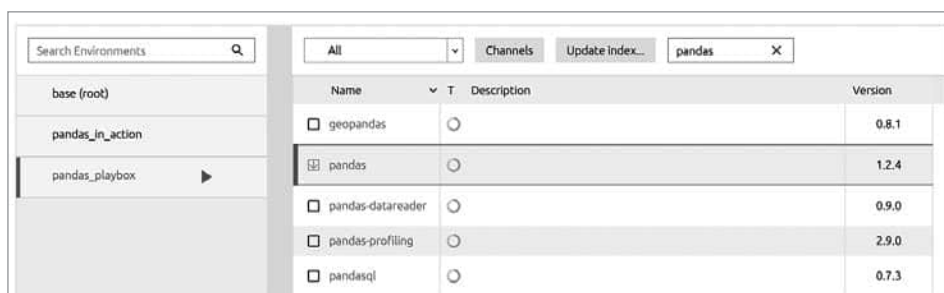 Search Environments
All Channels Update index... pandas
base (root)
pandas_in_action
pandas_playbox
Name T Description Version
geopandas 0.8.1
pandas 1.2.4
pandas-datareader 0.9.0
pandas-profiling 2.9.0
pandasql 0.7.3